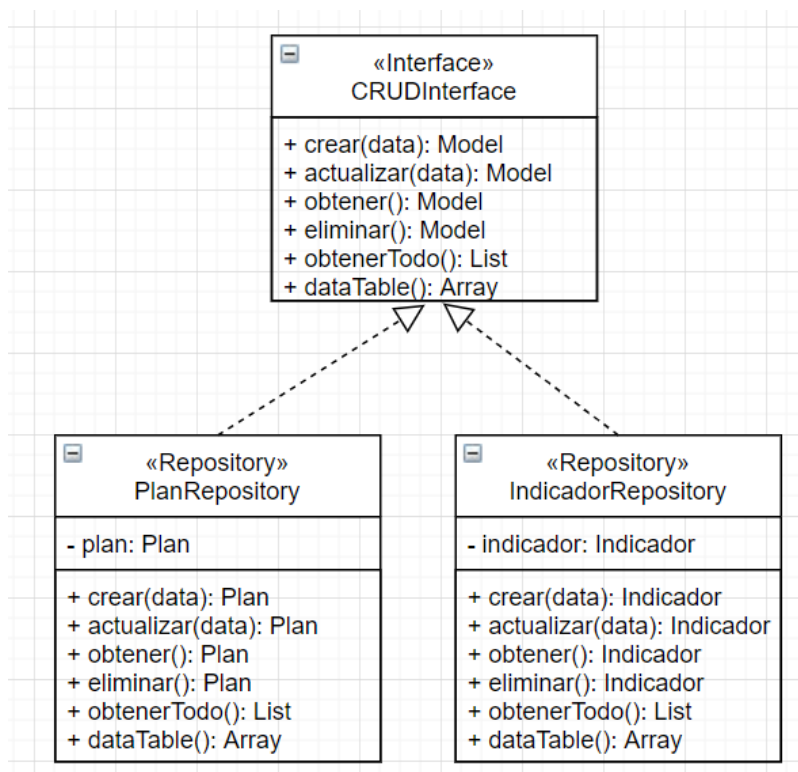 «Interface»
CRUDInterface
+ crear(data): Model
+ actualizar(data): Model
+ obtener(): Model
+ eliminar(): Model
+ obtenerTodo(): List
+ dataTable(): Array
«Repository»
PlanRepository
- plan: Plan
+ crear(data): Plan
+ actualizar(data): Plan
+ obtener(): Plan
+ eliminar(): Plan
+ obtenerTodo(): List
+ dataTable(): Array
«Repository»
IndicadorRepository
- indicador: Indicador
+ crear(data): Indicador
+ actualizar(data): Indicador
+ obtener(): Indicador
+ eliminar(): Indicador
+ obtenerTodo(): List
+ dataTable(): Array